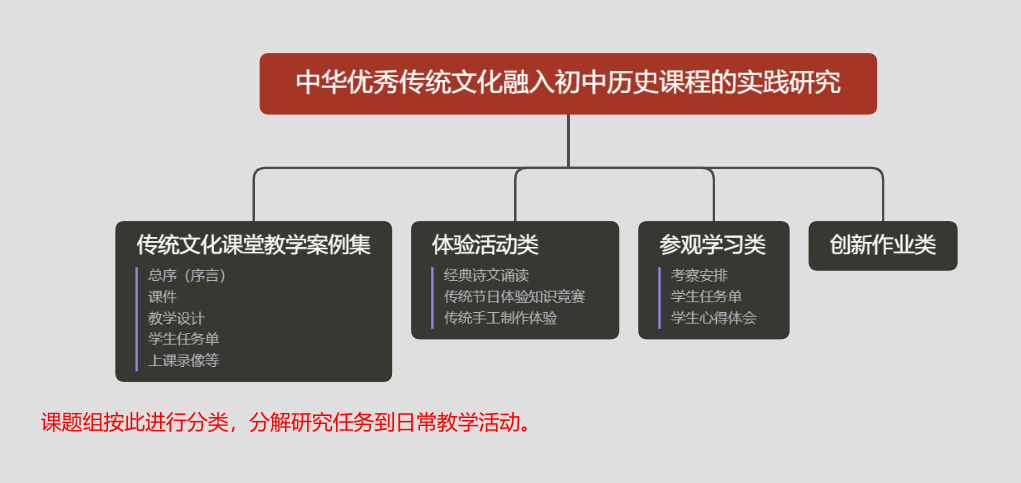 中华优秀传统文化融入初中历史课程的实践研究
传统文化课堂教学案例集
总序（序言）
课件
教学设计
学生任务单
上课录像等
体验活动类
经典诗文诵读
传统节日体验知识竞赛
传统手工制作体验
参观学习类
考察安排
学生任务单
学生心得体会
创新作业类
课题组按此进行分类，分解研究任务到日常教学活动。